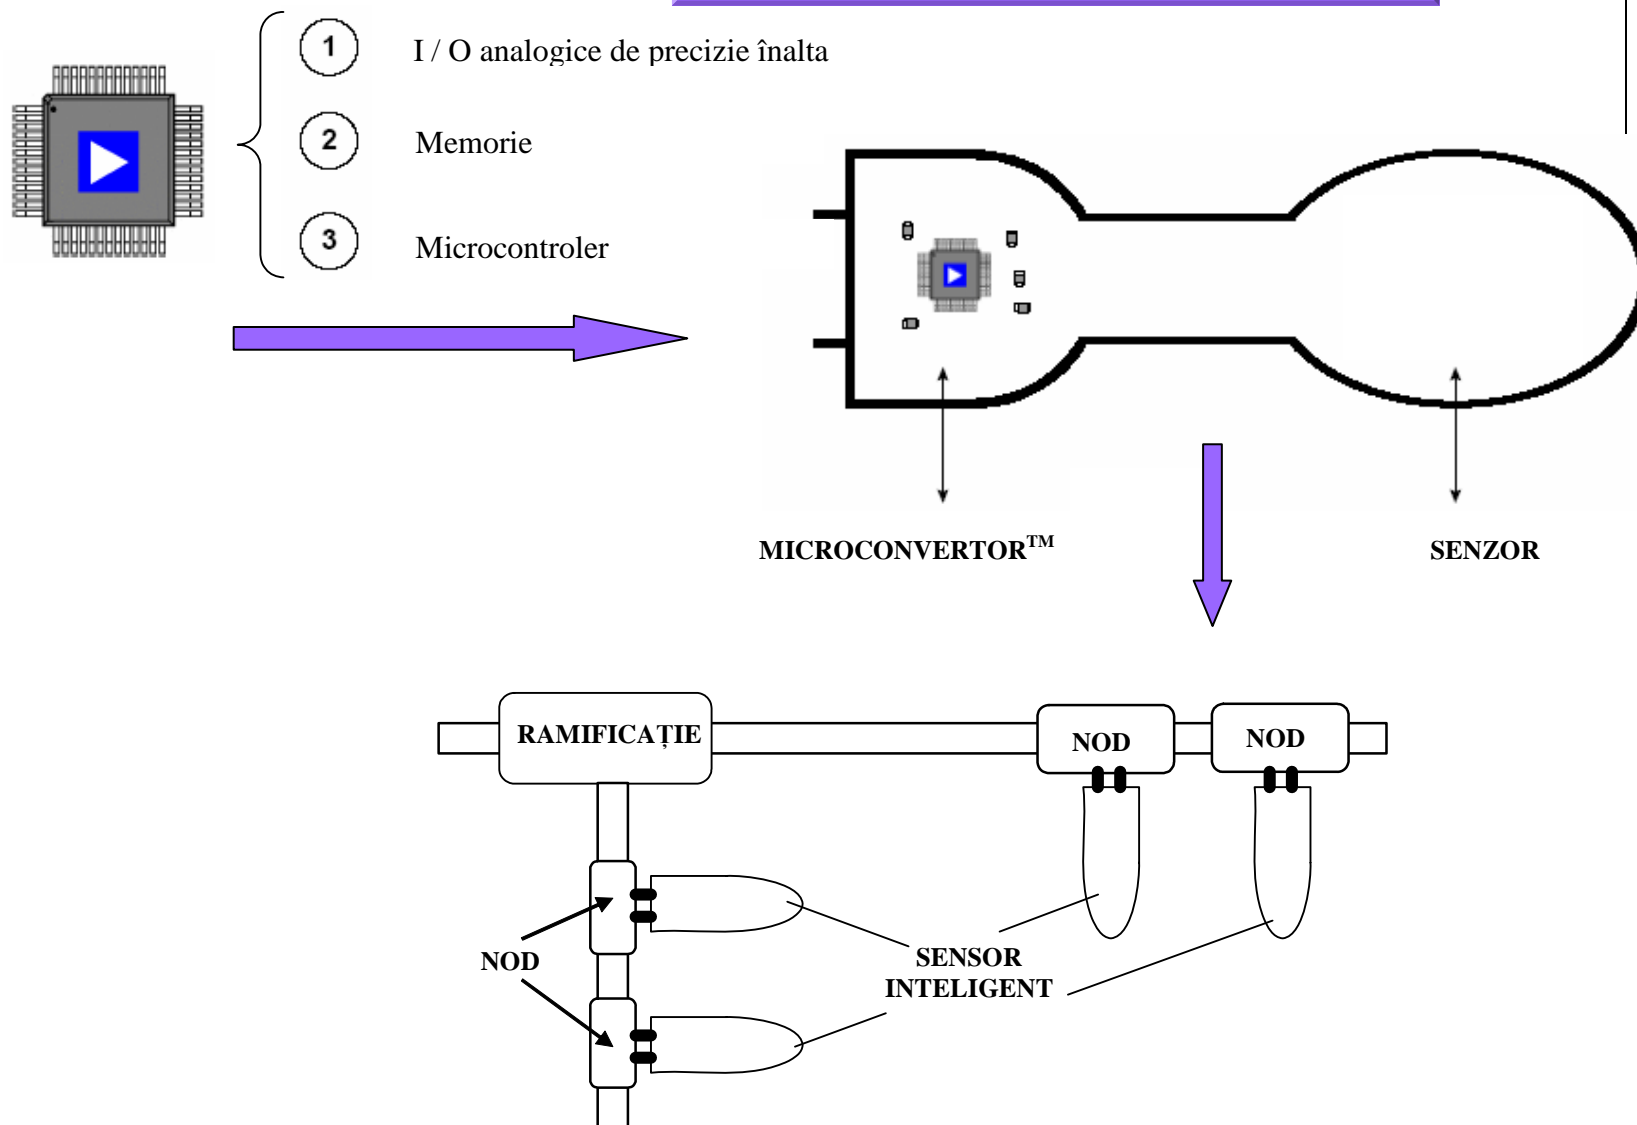 1 I / O analogice de precizie înalta
2 Memorie
3 Microcontroler
MICROCONVERTOR™
SENZOR
RAMIFICAȚIE
NOD
NOD
NOD
SENSOR
INTELIGENT